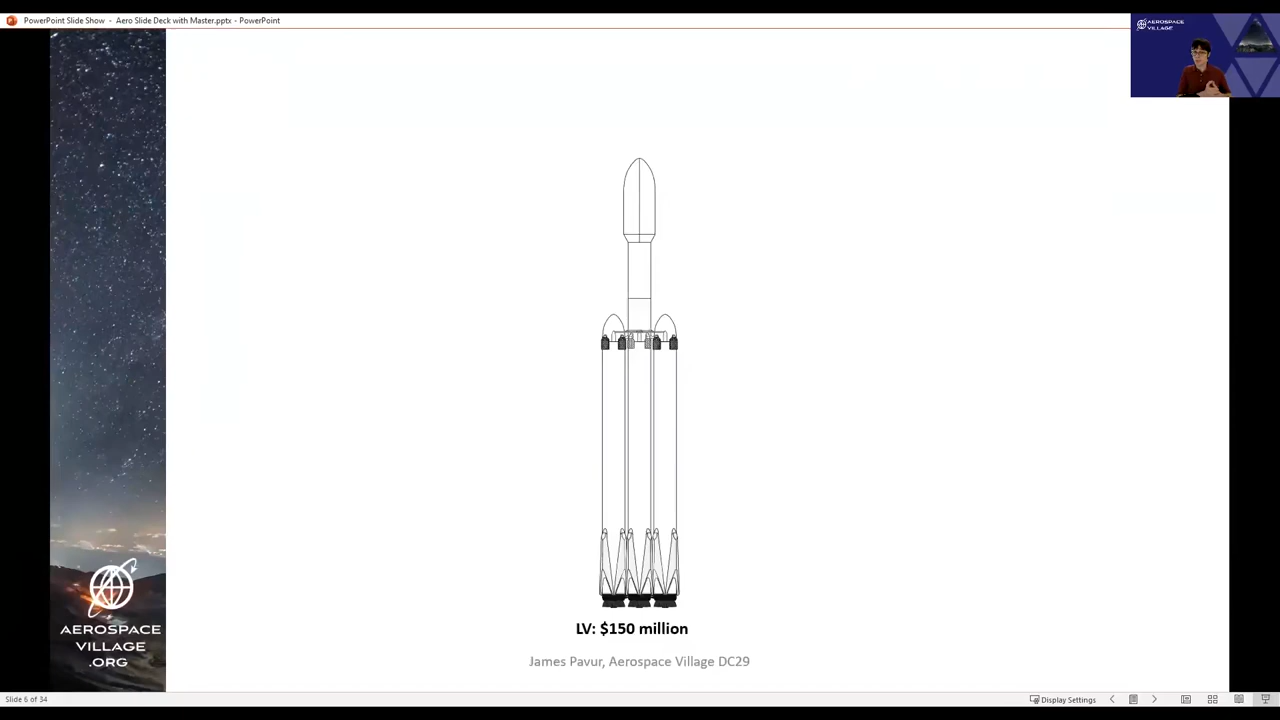 PowerPoint Slide Show - Aero Slide Deck with Master.pptx - PowerPoint
AEROSPACE
VILLAGE
AEROSPACE
VILLAGE
.ORG
LV: $150 million
James Pavur, Aerospace Village DC29
Slide 6 of 34
Display Settings